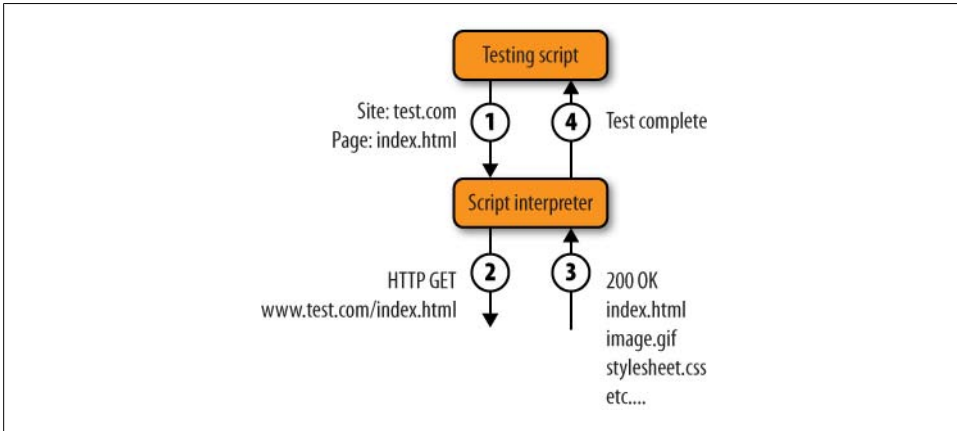 Testing script
Site: test.com
Page: index.html
1
4
Test complete
Script interpreter
HTTP GET
www.test.com/index.html
2
3
200 OK
index.html
image.gif
stylesheet.css
etc....